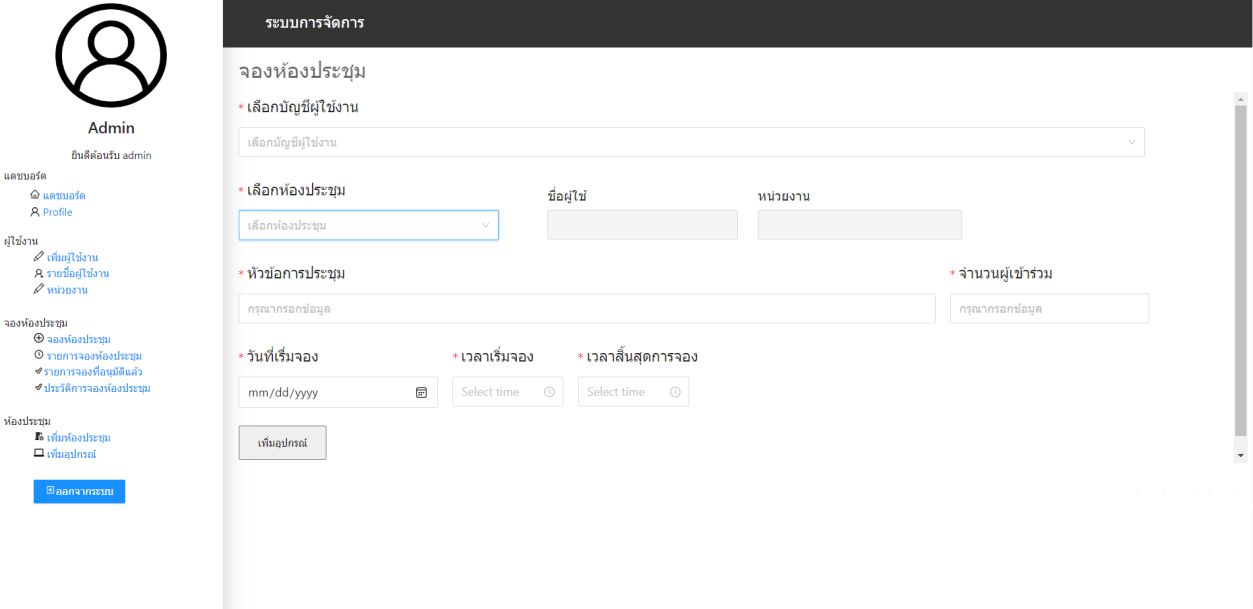 Admin
ยินดีต้อนรับ admin
แดชบอร์ด
แดชบอร์ด
Profile
ผู้ใช้งาน
เพิ่มผู้ใช้งาน
รายชื่อผู้ใช้งาน
หน่วยงาน
จองห้องประชุม
จองห้องประชุม
รายการจองห้องประชุม
รายการจองที่อนุมัติแล้ว
ประวัติการจองห้องประชุม
ห้องประชุม
เพิ่มห้องประชุม
เพิ่มอุปกรณ์
ออกจากระบบ
ระบบการจัดการ
จองห้องประชุม
* เลือกบัญชีผู้ใช้งาน
เลือกบัญชีผู้ใช้งาน
* เลือกห้องประชุม ชื่อผู้ใช้ หน่วยงาน
เลือกห้องประชุม
* หัวข้อการประชุม * จำนวนผู้เข้าร่วม
กรุณากรอกข้อมูล กรุณากรอกข้อมูล
* วันที่เริ่มจอง * เวลาเริ่มจอง * เวลาสิ้นสุดการจอง
mm/dd/yyyy Select time Select time
เพิ่มอุปกรณ์